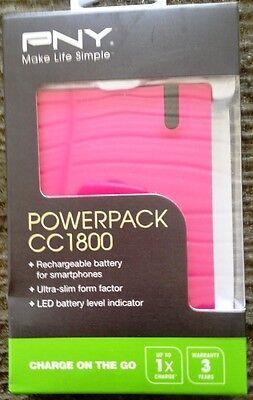 PNY
Make Life Simple™
POWERPACK
CC1800
Rechargeable battery
for smartphones
Ultra-slim form factor
LED battery level indicator
CHARGE ON THE GO
UP TO
1X
CHARGE
WARRANTY
3
YEARS